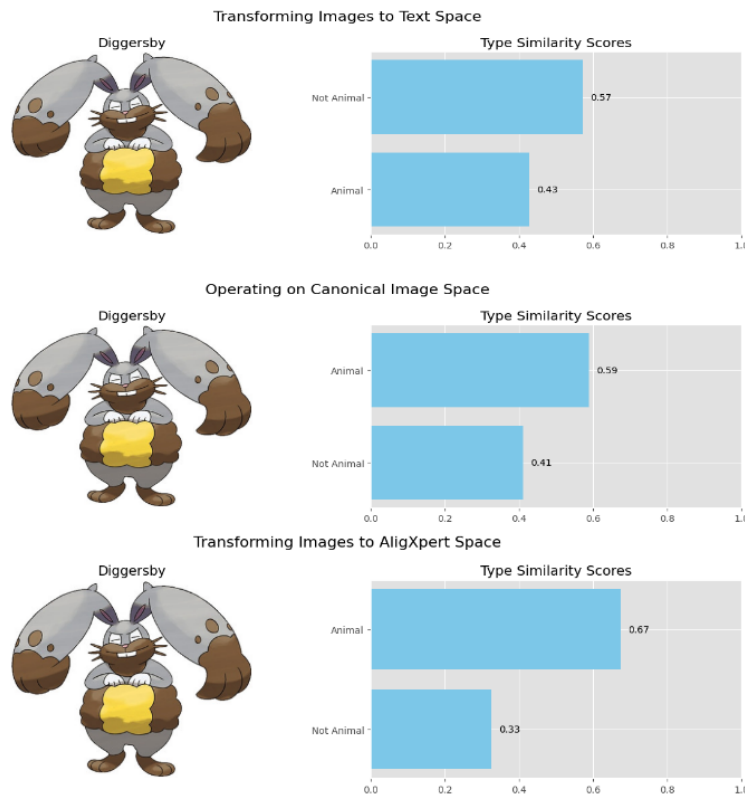 Transforming Images to Text Space
Diggersby
Type Similarity Scores
Not Animal
0.57
Animal
0.43
0.0 0.2 0.4 0.6 0.8 1.0
Operating on Canonical Image Space
Diggersby
Type Similarity Scores
Animal
0.59
Not Animal
0.41
0.0 0.2 0.4 0.6 0.8 1.0
Transforming Images to AligXpert Space
Diggersby
Type Similarity Scores
Animal
0.67
Not Animal
0.33
0.0 0.2 0.4 0.6 0.8 1.0